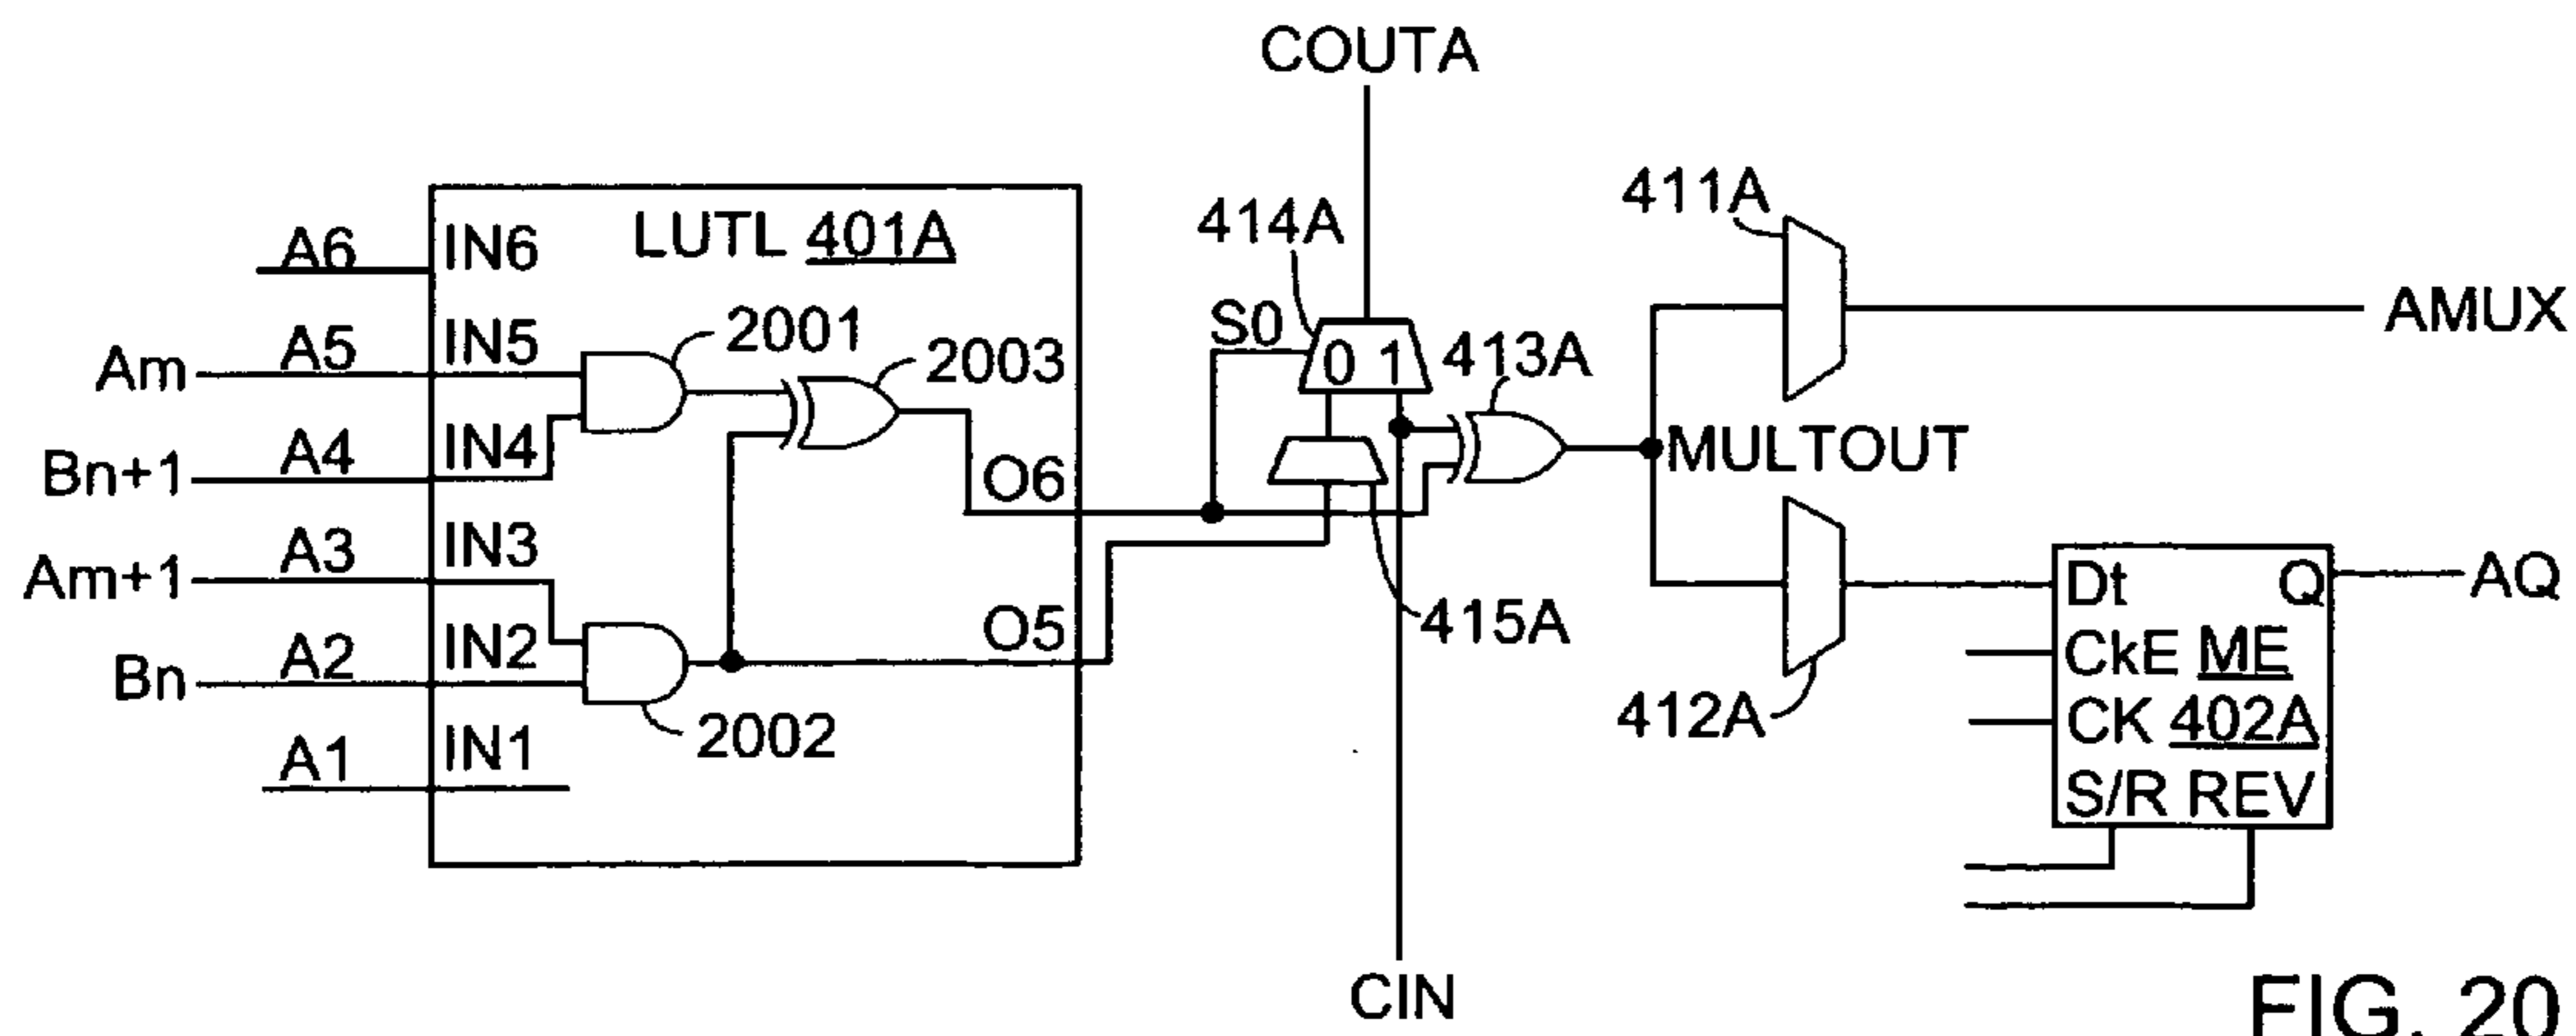 COUTA
A6 IN6 LUTL 401A
414A
411A
Am A5 IN5
2001
2003
S0
0 1
413A
AMUX
Bn+1 A4 IN4
O6
MULTOUT
Am+1 A3 IN3
Bn A2 IN2
O5
415A
2002
A1 IN1
412A
Dt Q AQ
CkE ME
CK 402A
S/R REV
CIN
FIG. 20